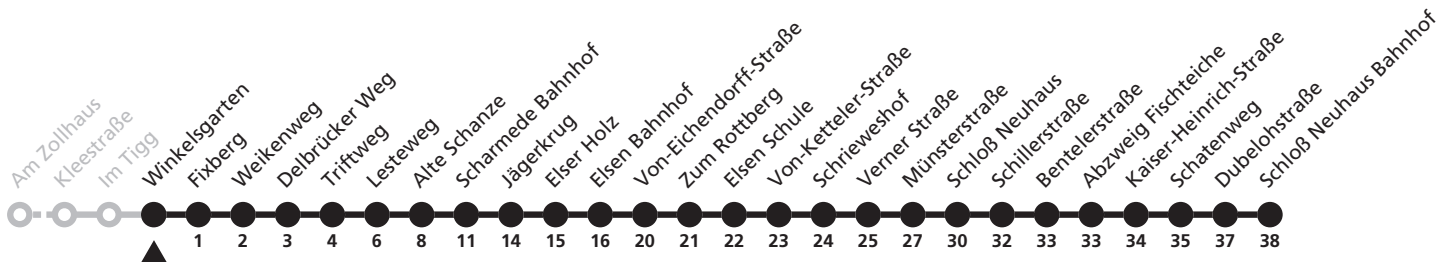 Am Zollhaus
Kleestraße
Im Tigg
Winkelsgarten
Fixberg
Weikenweg
Delbrücker Weg
Triftweg
Lesteweg
Alte Schanze
Scharmede Bahnhof
Jägerkrug
Elser Holz
Elsen Bahnhof
Von-Eichendorff-Straße
Zum Rottberg
Elsen Schule
Von-Ketteler-Straße
Schrieweshof
Verner Straße
Münsterstraße
Schloß Neuhaus
Schillerstraße
Bentelerstraße
Abzweig Fischteiche
Kaiser-Heinrich-Straße
Schatenweg
Dubelohstraße
Schloß Neuhaus Bahnhof
1 2 3 4 6 8 11 14 15 16 20 21 22 23 24 25 27 30 32 33 33 34 35 37 38